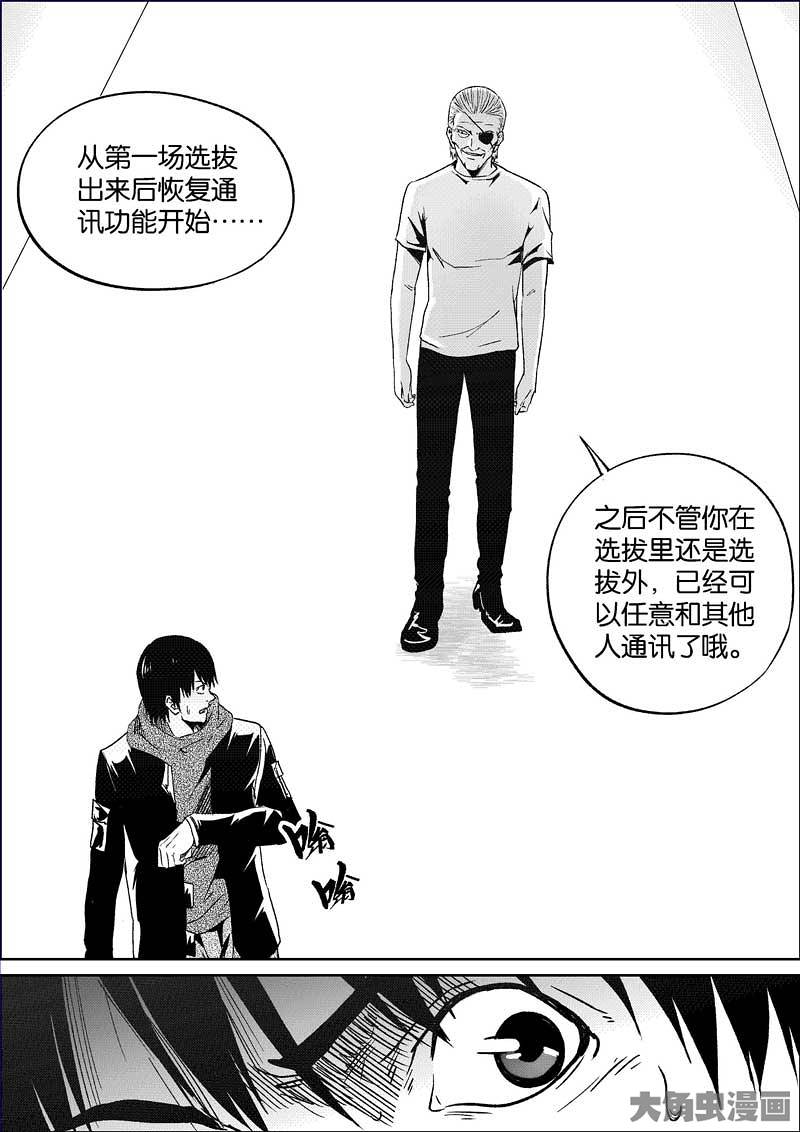 从第一场选拔
出来后恢复通
讯功能开始……
之后不管你在
选拔里还是选
拔外，已经可
以任意和其他
人通讯了哦。
嗡
嗡
大角虫漫画